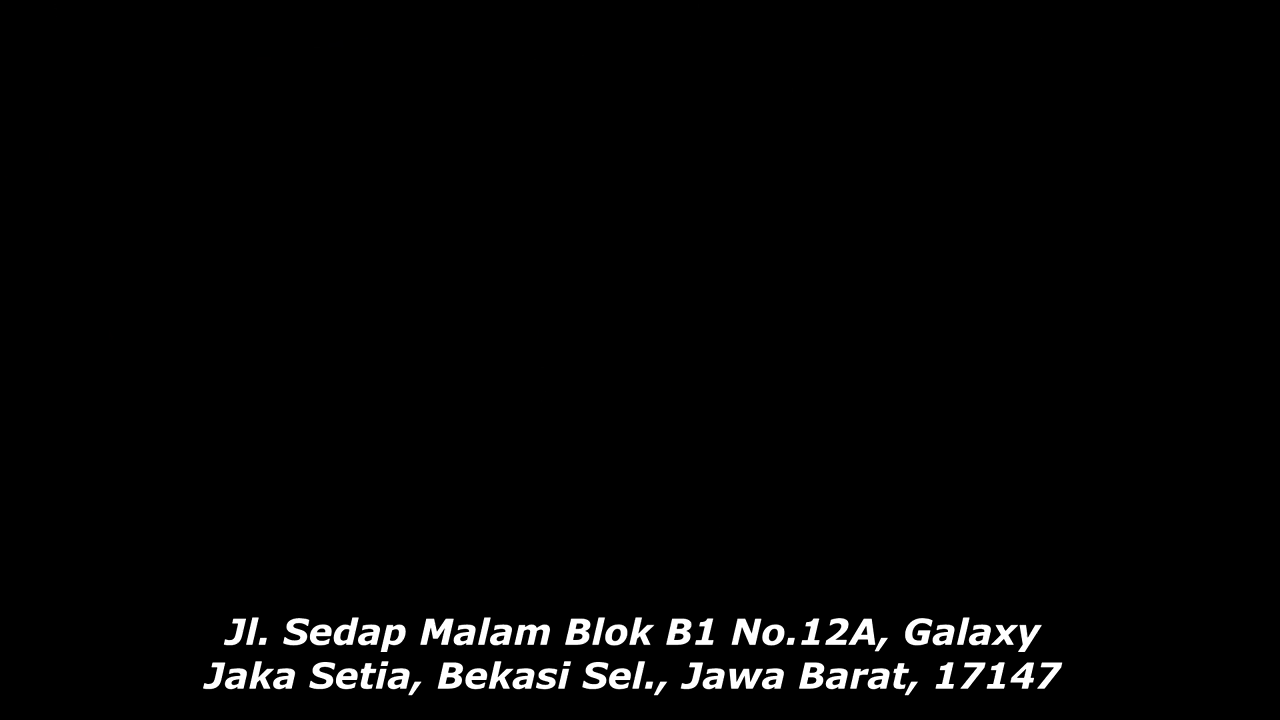 Jl. Sedap Malam Blok B1 No.12A, Galaxy
Jaka Setia, Bekasi Sel., Jawa Barat, 17147